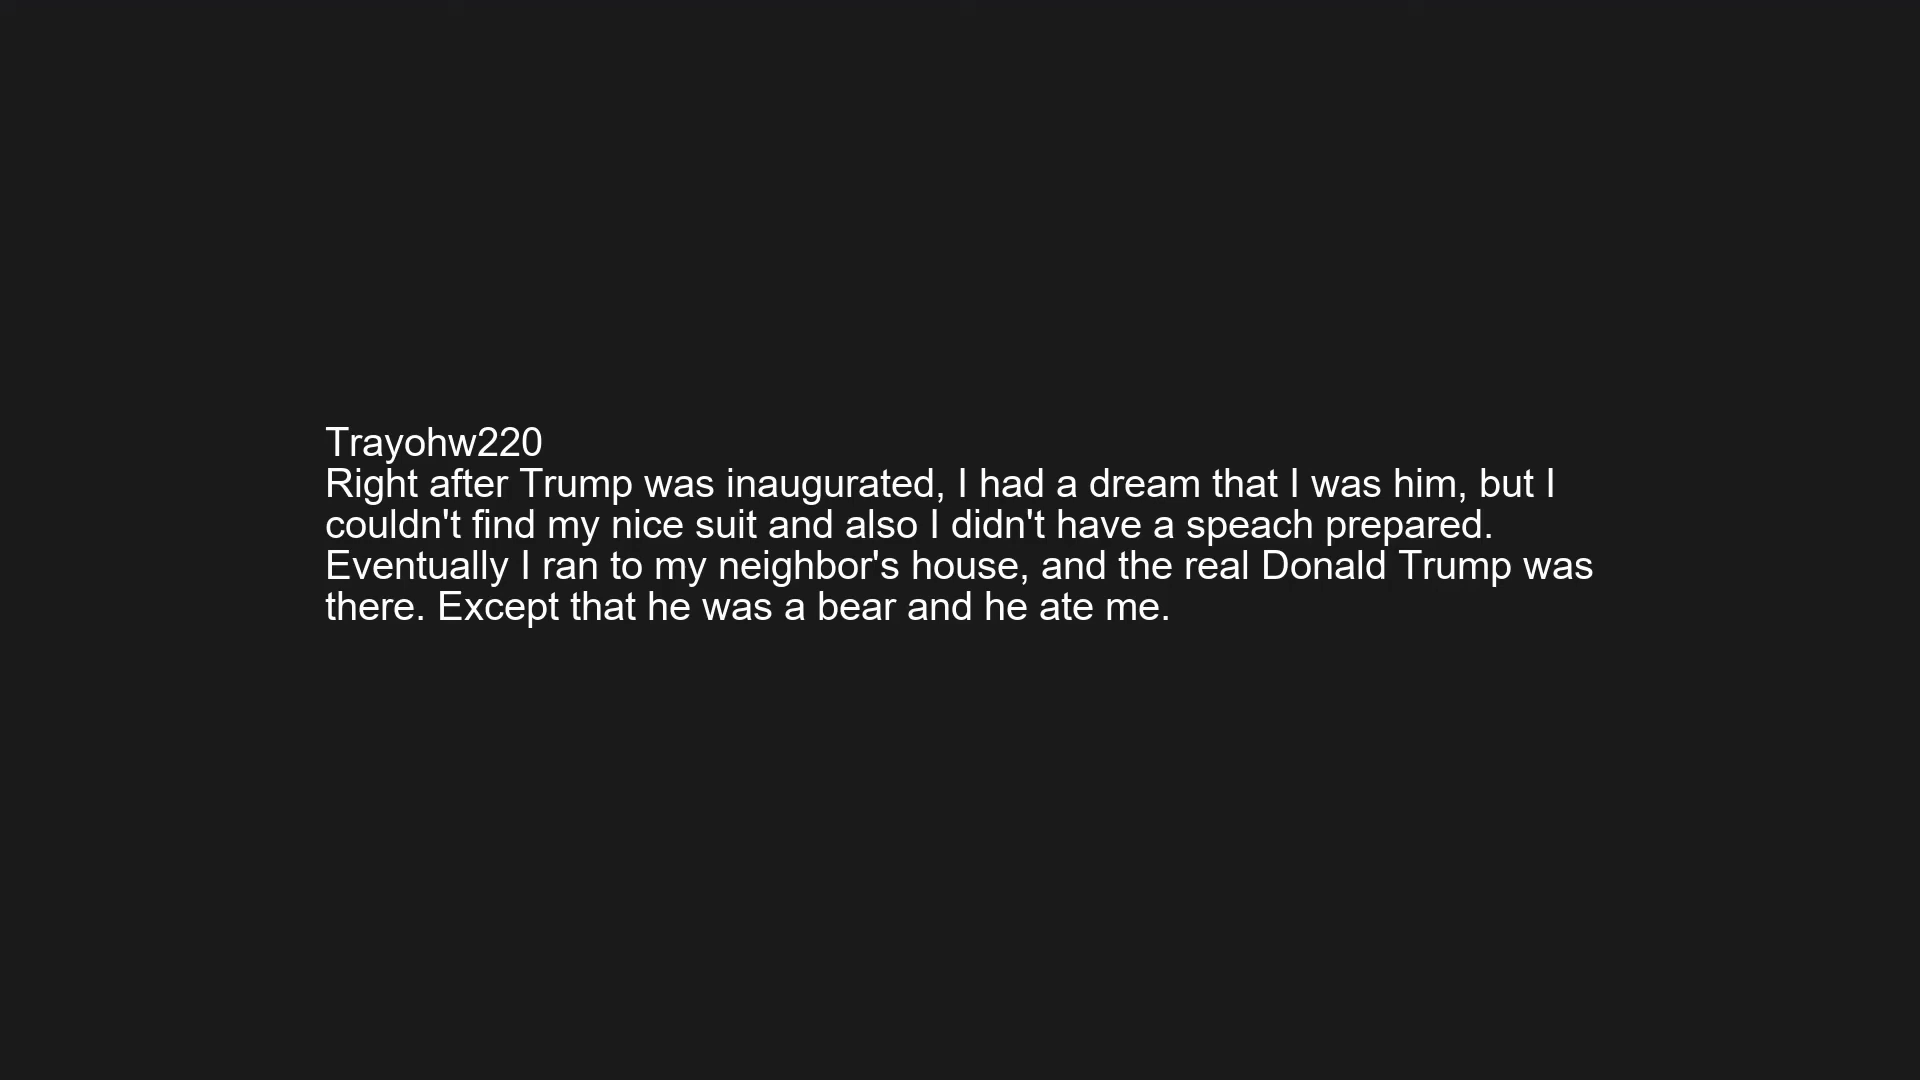 Trayohw220
Right after Trump was inaugurated, I had a dream that I was him, but I
couldn't find my nice suit and also I didn't have a speach prepared.
Eventually I ran to my neighbor's house, and the real Donald Trump was
there. Except that he was a bear and he ate me.